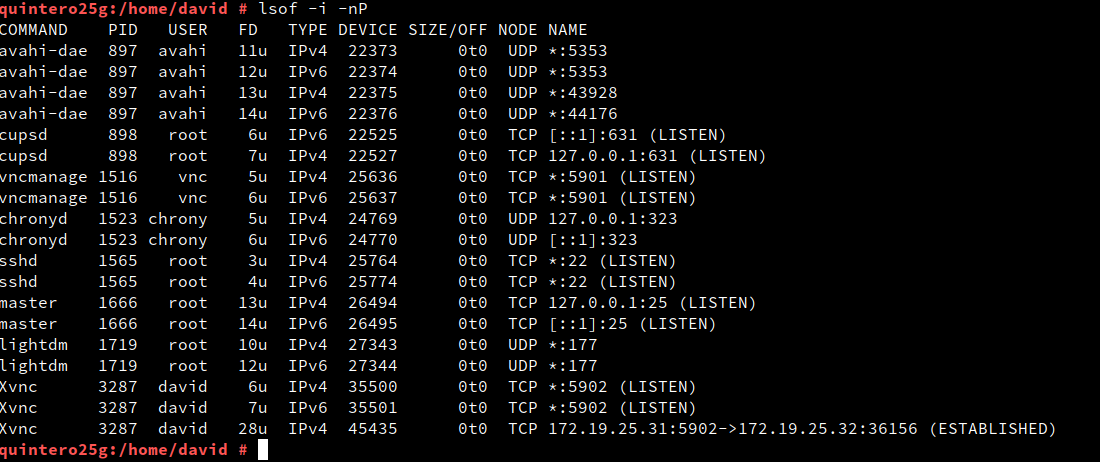 quintero25g:/home/david # lsof -i -nP
COMMAND PID USER FD TYPE DEVICE SIZE/OFF NODE NAME
avahi-dae 897 avahi 11u IPv4 22373 0t0 UDP *:5353
avahi-dae 897 avahi 12u IPv6 22374 0t0 UDP *:5353
avahi-dae 897 avahi 13u IPv4 22375 0t0 UDP *:43928
avahi-dae 897 avahi 14u IPv6 22376 0t0 UDP *:44176
cupsd 898 root 6u IPv6 22525 0t0 TCP [::1]:631 (LISTEN)
cupsd 898 root 7u IPv4 22527 0t0 TCP 127.0.0.1:631 (LISTEN)
vncmanage 1516 vnc 5u IPv4 25636 0t0 TCP *:5901 (LISTEN)
vncmanage 1516 vnc 6u IPv6 25637 0t0 TCP *:5901 (LISTEN)
chronyd 1523 chrony 5u IPv4 24769 0t0 UDP 127.0.0.1:323
chronyd 1523 chrony 6u IPv6 24770 0t0 UDP [::1]:323
sshd 1565 root 3u IPv4 25764 0t0 TCP *:22 (LISTEN)
sshd 1565 root 4u IPv6 25775 0t0 TCP *:22 (LISTEN)
master 1666 root 13u IPv4 26494 0t0 TCP 127.0.0.1:25 (LISTEN)
master 1666 root 14u IPv6 26495 0t0 TCP [::1]:25 (LISTEN)
lightdm 1719 root 10u IPv4 27343 0t0 UDP *:177
lightdm 1719 root 12u IPv6 27344 0t0 UDP *:177
Xvnc 3287 david 6u IPv4 35500 0t0 TCP *:5902 (LISTEN)
Xvnc 3287 david 7u IPv6 35501 0t0 TCP *:5902 (LISTEN)
Xvnc 3287 david 28u IPv4 45435 0t0 TCP 172.19.25.31:5902->172.19.25.32:36156 (ESTABLISHED)
quintero25g:/home/david #